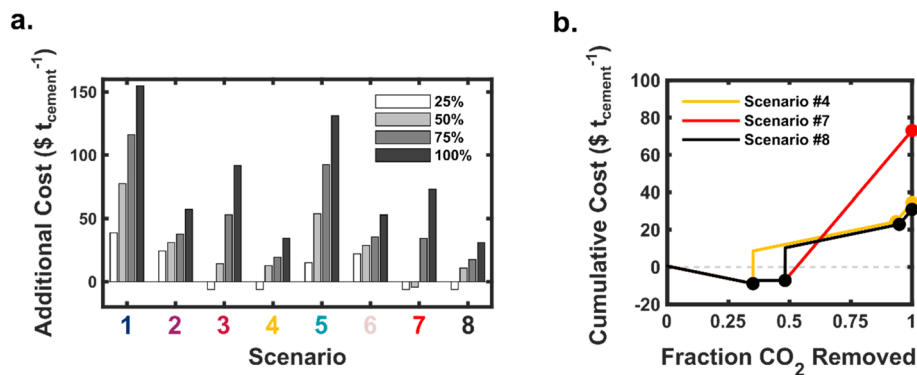 a.
Additional Cost ($ t_cement^-1)
150
100
50
0
25%
50%
75%
100%
1 2 3 4 5 6 7 8
Scenario
b.
Cumulative Cost ($ t_cement^-1)
100
80
60
40
20
0
-20
Scenario #4
Scenario #7
Scenario #8
0 0.25 0.5 0.75 1
Fraction CO₂ Removed